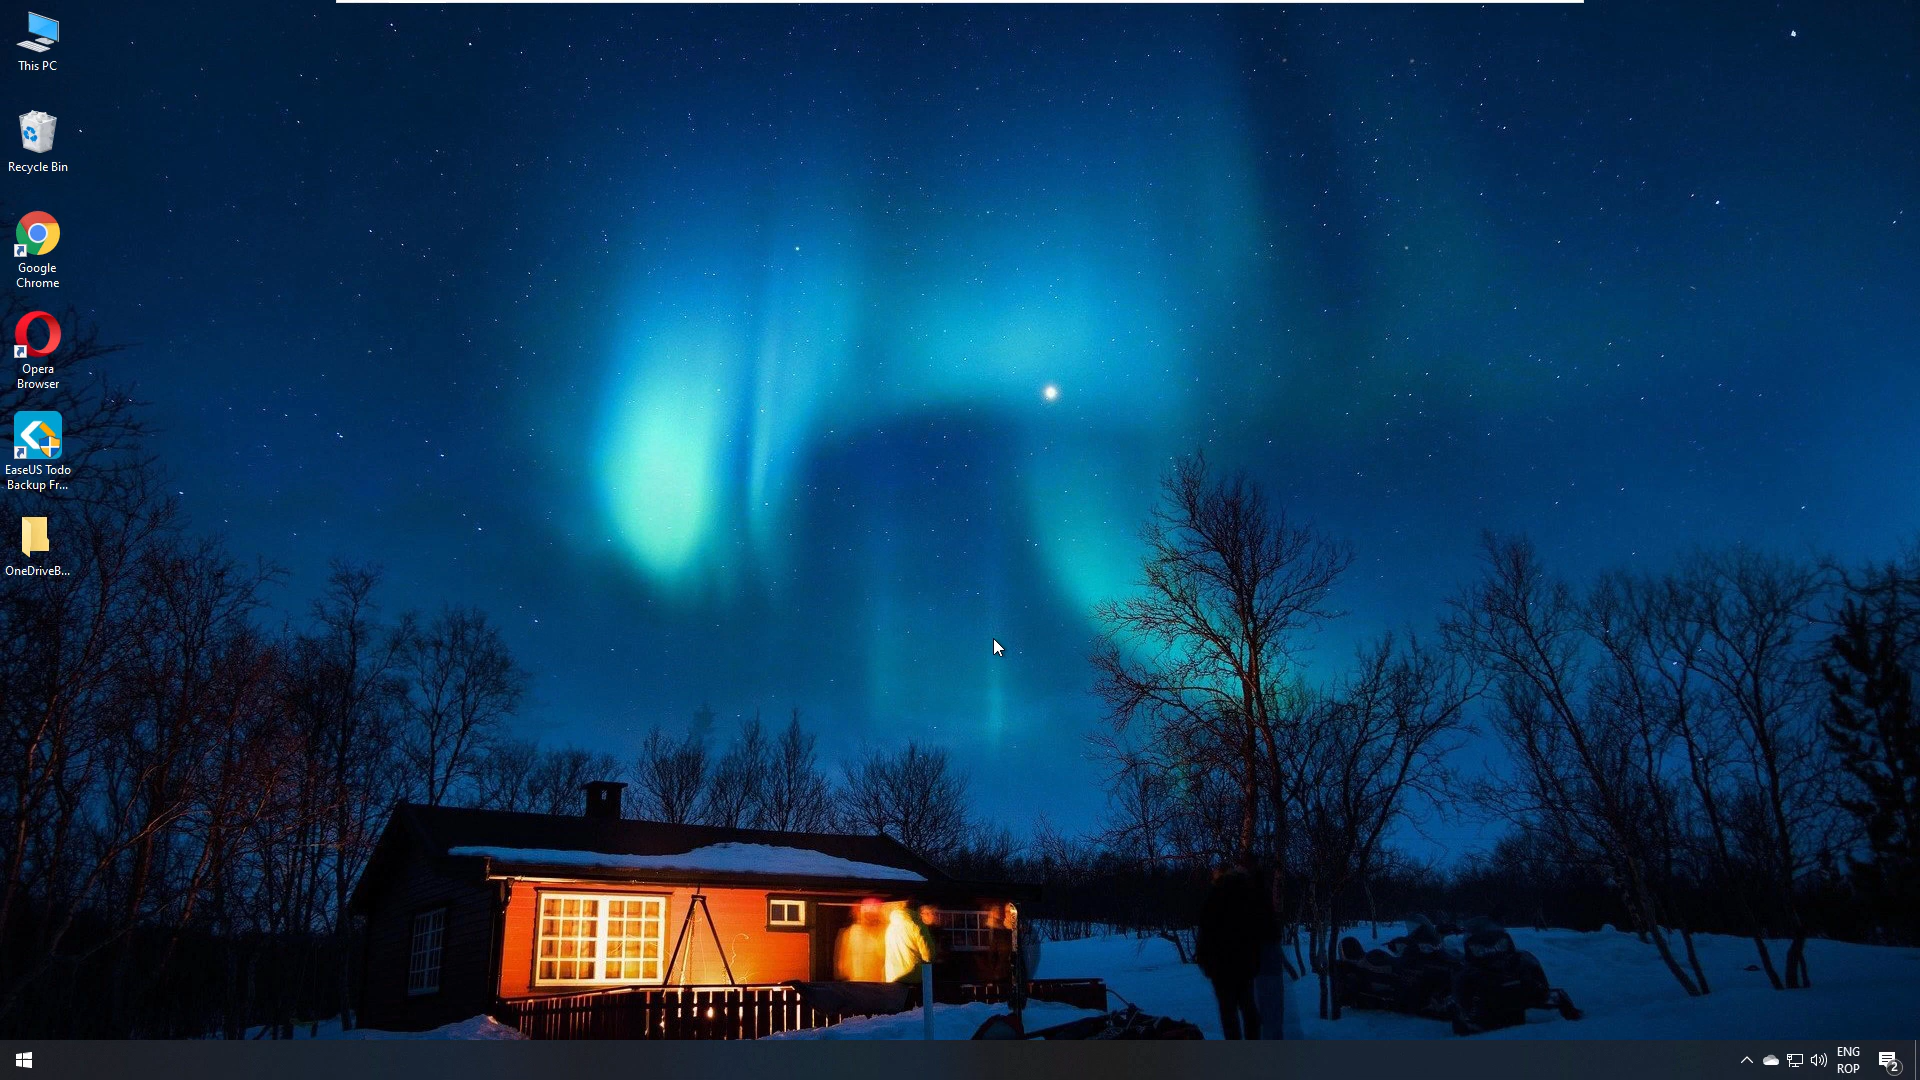 This PC
Recycle Bin
Google
Chrome
Opera
Browser
EaseUS Todo
Backup Fr...
OneDriveB...
ENG
ROP
2